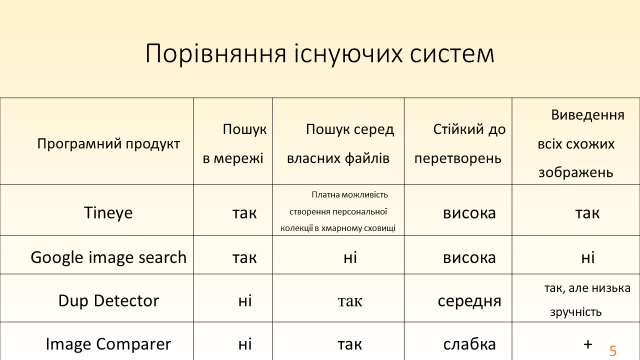 Порівняння існуючих систем
Програмний продукт
Пошук
в мережі
Пошук серед
власних файлів
Стійкий до
перетворень
Виведення
всіх схожих
зображень
Tineye
так
Платна можливість
створення персональної
колекції в хмарному сховищі
висока
так
Google image search
так
ні
висока
ні
Dup Detector
ні
так
середня
так, але низька
зручність
Image Comparer
ні
так
слабка
+
5